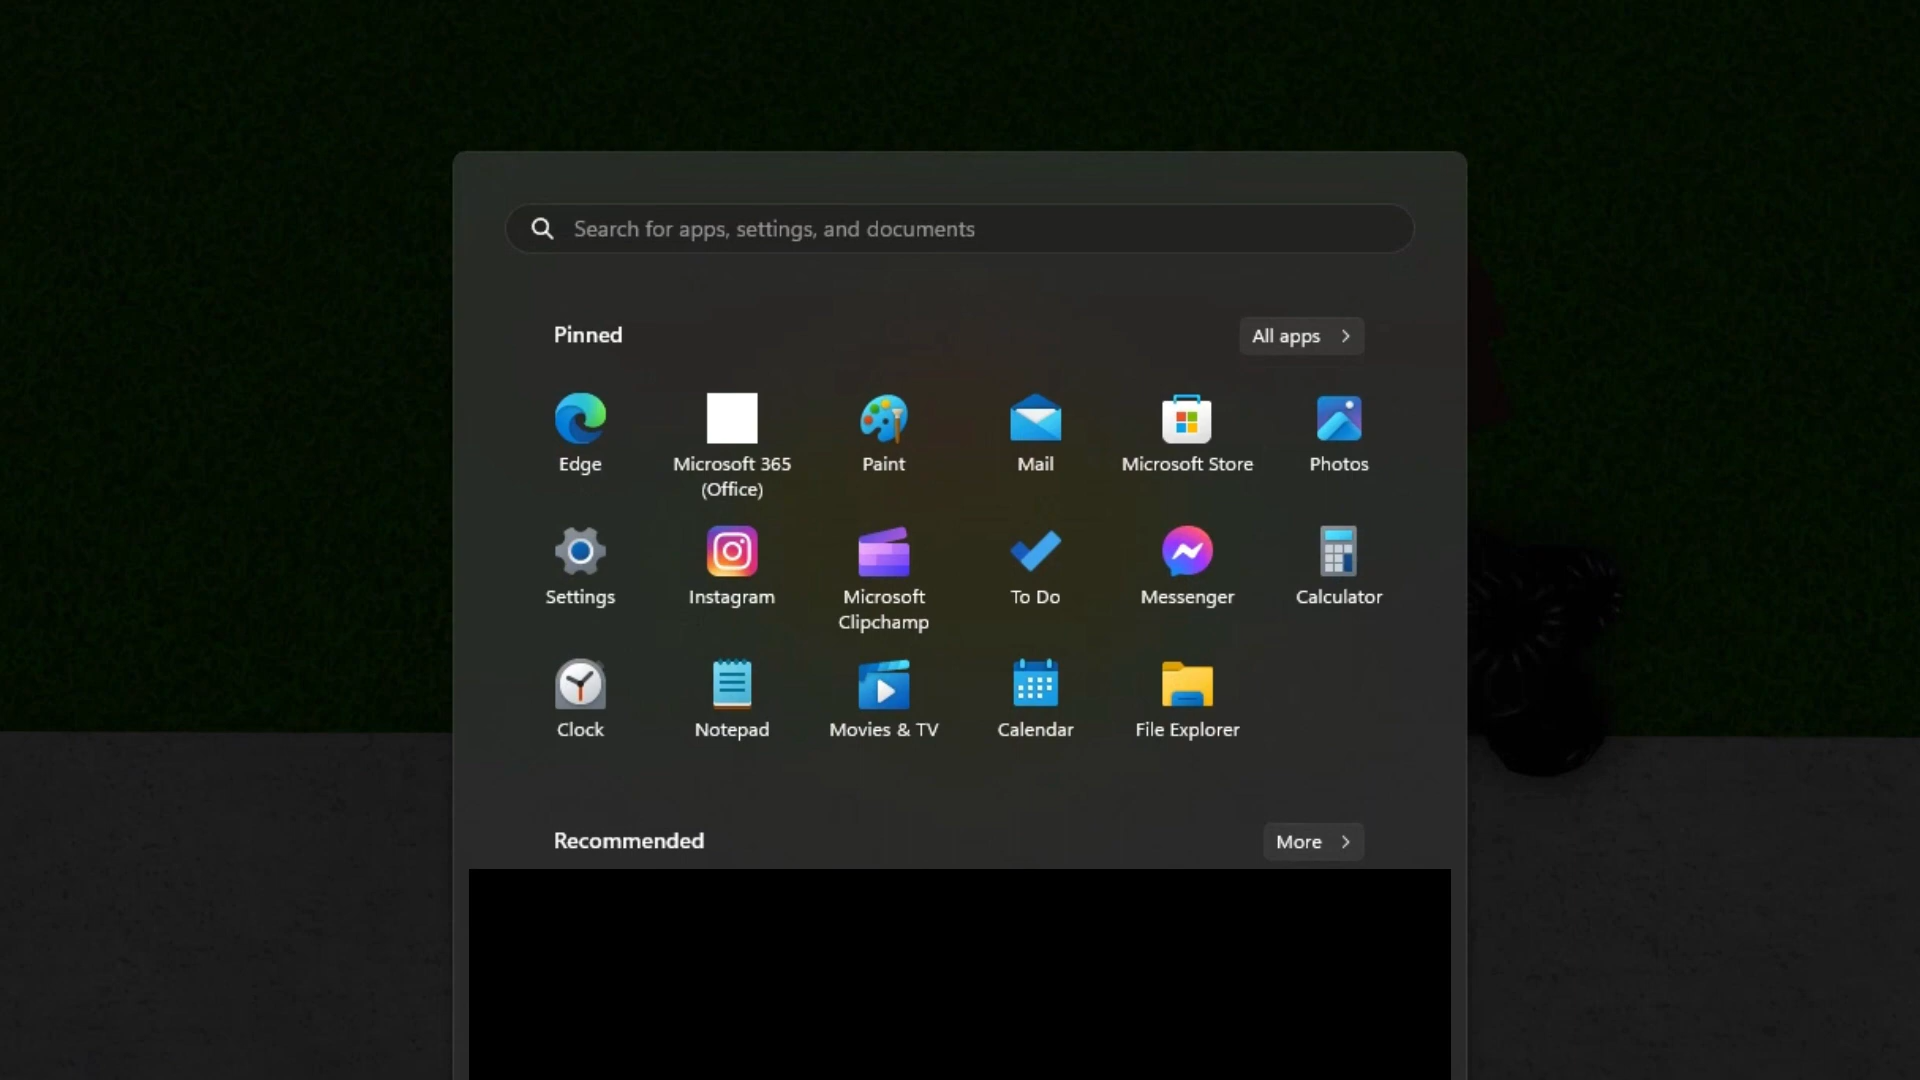 Search for apps, settings, and documents
Pinned
All apps
Edge
Microsoft 365
(Office)
Paint
Mail
Microsoft Store
Photos
Settings
Instagram
Microsoft
Clipchamp
To Do
Messenger
Calculator
Clock
Notepad
Movies & TV
Calendar
File Explorer
Recommended
More